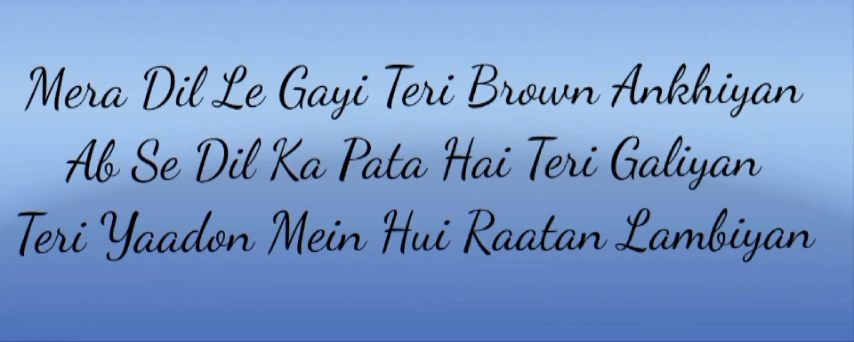 Mera Dil Le Gayi Teri Brown Ankhiyan
Ab Se Dil Ka Pata Hai Teri Galiyan
Teri Yaadon Mein Hui Raatan Lambiyan